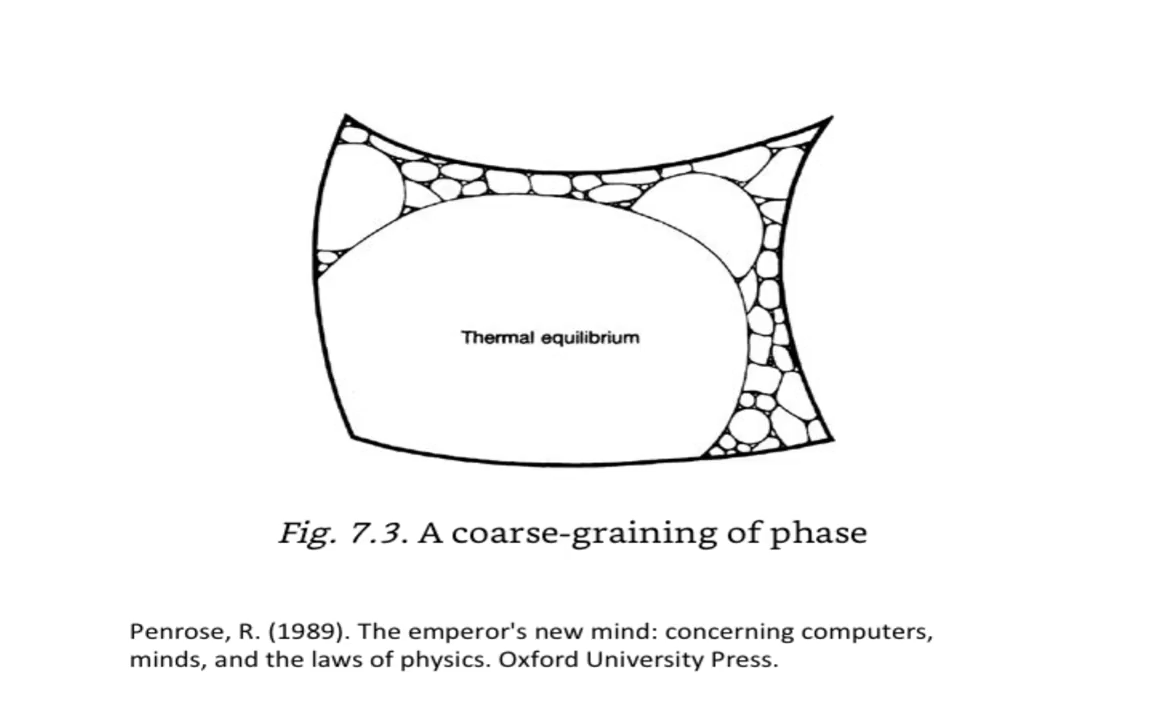 Thermal equilibrium
Fig. 7.3. A coarse-graining of phase
Penrose, R. (1989). The emperor's new mind: concerning computers,
minds, and the laws of physics. Oxford University Press.